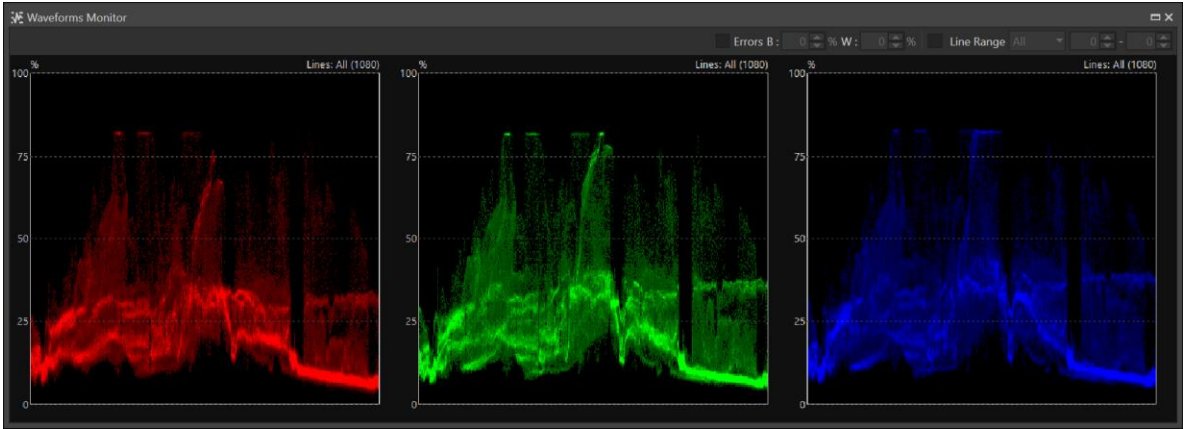 Waveforms Monitor
Errors B : 0 % W : 0 % Line Range All 0 - 0
% Lines: All (1080) % Lines: All (1080) % Lines: All (1080)
100 100 100
75 75 75
50 50 50
25 25 25
0 0 0